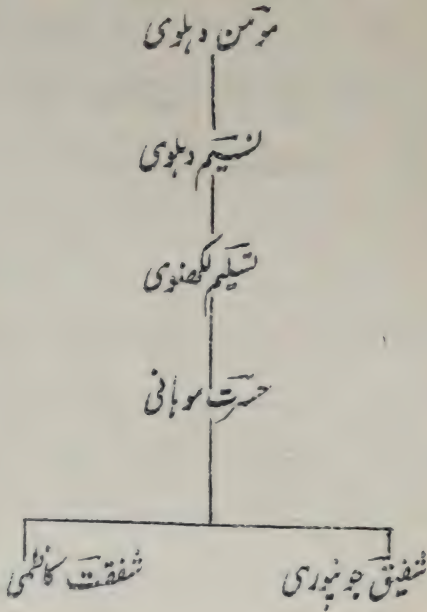 مومن دہلوی
نسیم دہلوی
تسلیم لکھنوی
حسرت موہانی
شفیق جونپوری
شفقت کاظمی